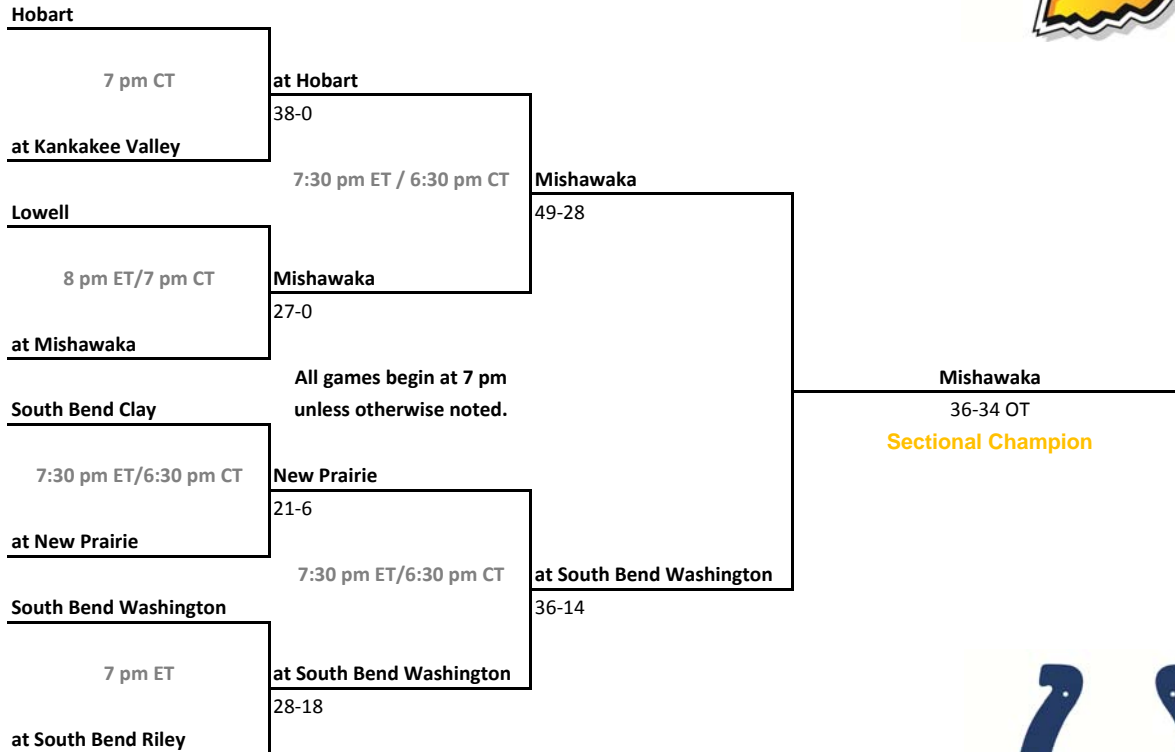 Hobart
7 pm CT
at Hobart
38-0
at Kankakee Valley
7:30 pm ET / 6:30 pm CT
Mishawaka
49-28
Lowell
8 pm ET/7 pm CT
Mishawaka
27-0
at Mishawaka
All games begin at 7 pm
unless otherwise noted.
Mishawaka
36-34 OT
Sectional Champion
South Bend Clay
7:30 pm ET/6:30 pm CT
New Prairie
21-6
at New Prairie
7:30 pm ET/6:30 pm CT
at South Bend Washington
36-14
South Bend Washington
7 pm ET
at South Bend Washington
28-18
at South Bend Riley